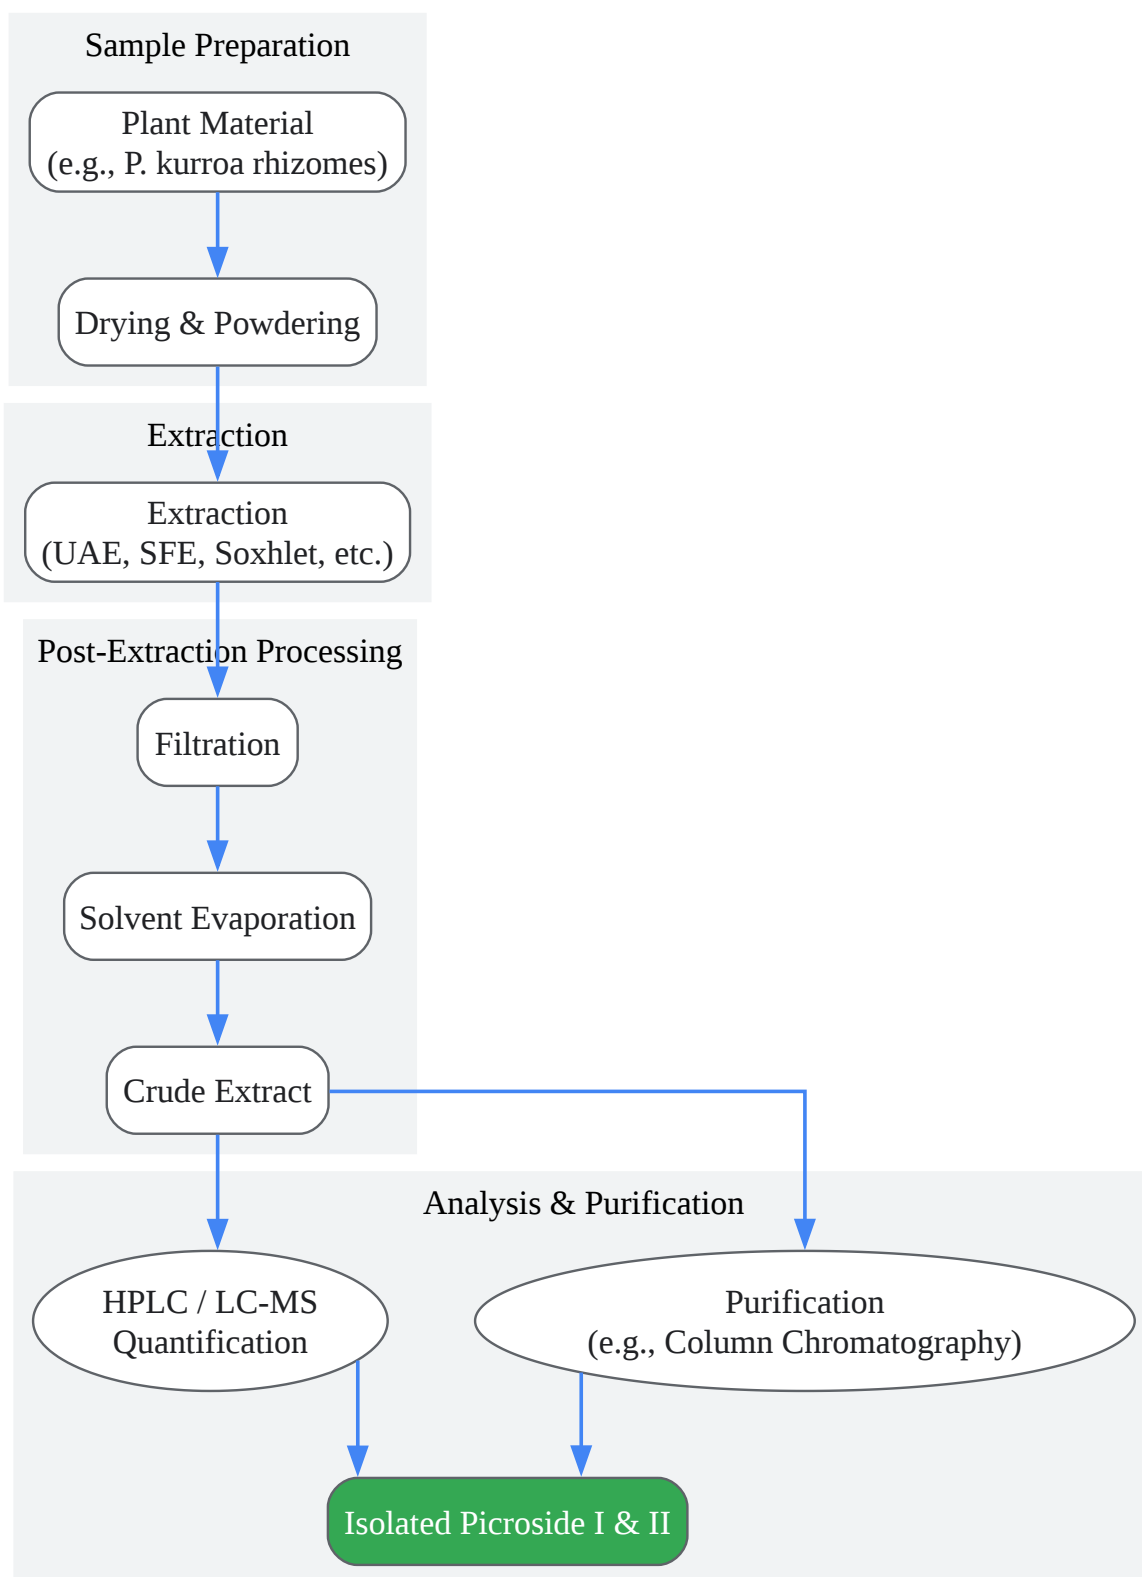 Sample Preparation
Plant Material
(e.g., P. kurroa rhizomes)
Drying & Powdering
Extraction
Extraction
(UAE, SFE, Soxhlet, etc.)
Post-Extraction Processing
Filtration
Solvent Evaporation
Crude Extract
Analysis & Purification
HPLC / LC-MS
Quantification
Purification
(e.g., Column Chromatography)
Isolated Picroside I & II